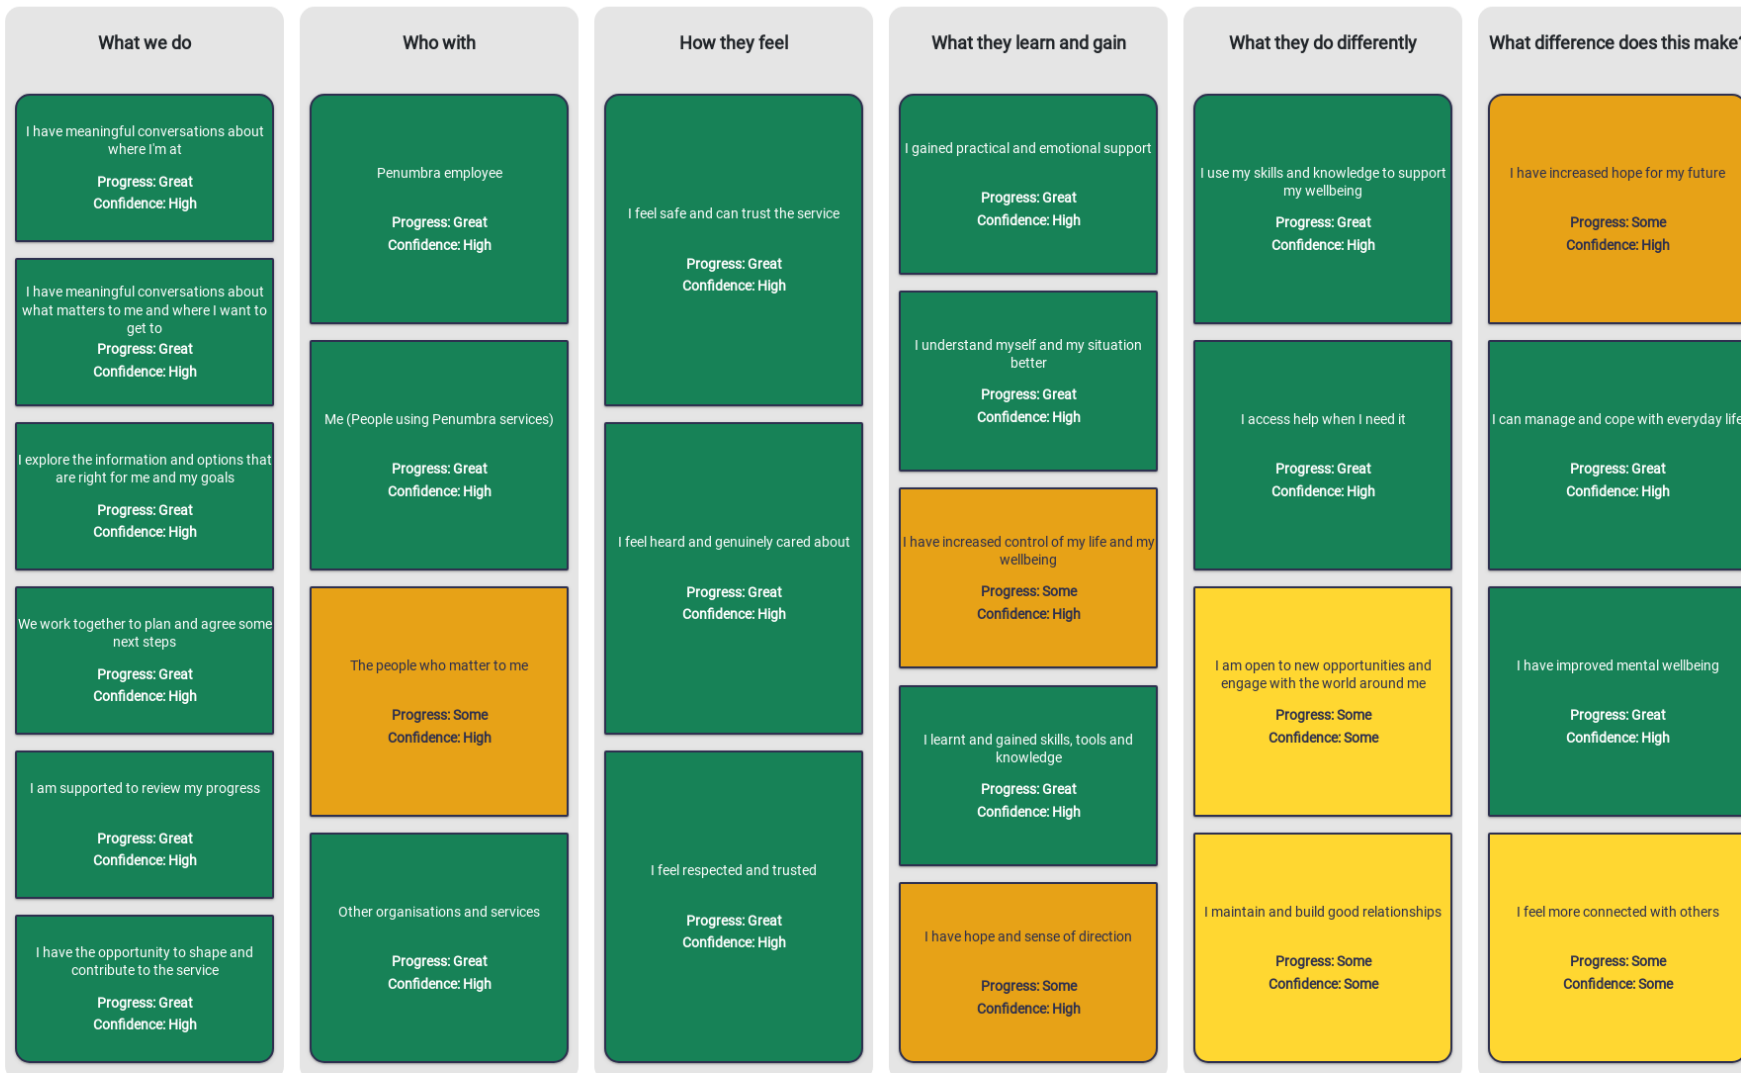 What we do
I have meaningful conversations about
where I'm at
Progress: Great
Confidence: High
I have meaningful conversations about
what matters to me and where I want to
get to
Progress: Great
Confidence: High
I explore the information and options that
are right for me and my goals
Progress: Great
Confidence: High
We work together to plan and agree some
next steps
Progress: Great
Confidence: High
I am supported to review my progress
Progress: Great
Confidence: High
I have the opportunity to shape and
contribute to the service
Progress: Great
Confidence: High
Who with
Penumbra employee
Progress: Great
Confidence: High
Me (People using Penumbra services)
Progress: Great
Confidence: High
The people who matter to me
Progress: Some
Confidence: High
Other organisations and services
Progress: Great
Confidence: High
How they feel
I feel safe and can trust the service
Progress: Great
Confidence: High
I feel heard and genuinely cared about
Progress: Great
Confidence: High
I feel respected and trusted
Progress: Great
Confidence: High
What they learn and gain
I gained practical and emotional support
Progress: Great
Confidence: High
I understand myself and my situation
better
Progress: Great
Confidence: High
I have increased control of my life and my
wellbeing
Progress: Some
Confidence: High
I learnt and gained skills, tools and
knowledge
Progress: Great
Confidence: High
I have hope and sense of direction
Progress: Some
Confidence: High
What they do differently
I use my skills and knowledge to support
my wellbeing
Progress: Great
Confidence: High
I access help when I need it
Progress: Great
Confidence: High
I am open to new opportunities and
engage with the world around me
Progress: Some
Confidence: Some
I maintain and build good relationships
Progress: Some
Confidence: Some
What difference does this make?
I have increased hope for my future
Progress: Some
Confidence: High
I can manage and cope with everyday life
Progress: Great
Confidence: High
I have improved mental wellbeing
Progress: Great
Confidence: High
I feel more connected with others
Progress: Some
Confidence: Some